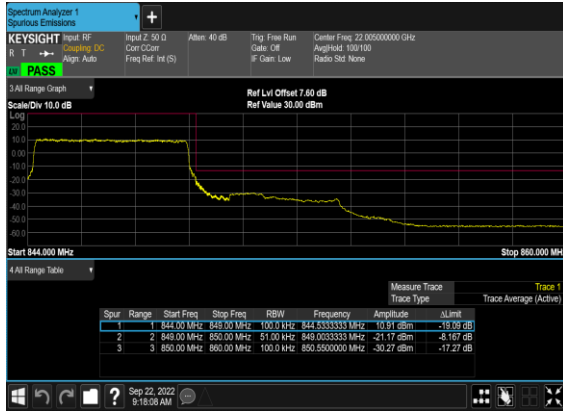 Spectrum Analyzer 1
Spurious Emissions
+
KEYSIGHT Input: RF Input Z: 50 Ω Atten: 40 dB Trig: Free Run Center Freq: 22.005000000 GHz
R T Coupling: DC Corr CCorr Gate: Off Avg|Hold: 100/100
Align: Auto Freq Ref: Int (S) IF Gain: Low Radio Std: None
PASS
3 All Range Graph
Ref Lvl Offset 7.60 dB
Scale/Div 10.0 dB Ref Value 30.00 dBm
Log
20.0
10.0
0.00
-10.0
-20.0
-30.0
-40.0
-50.0
-60.0
Start 844.000 MHz Stop 860.000 MHz
4 All Range Table
Measure Trace Trace 1
Trace Type Trace Average (Active)
Spur Range Start Freq Stop Freq RBW Frequency Amplitude ΔLimit
1 1 844.00 MHz 849.00 MHz 100.0 kHz 844.5333333 MHz 10.91 dBm -19.09 dB
2 2 849.00 MHz 850.00 MHz 51.00 kHz 849.0033333 MHz -21.17 dBm -8.167 dB
3 3 850.00 MHz 860.00 MHz 100.0 kHz 850.5500000 MHz -30.27 dBm -17.27 dB
? Sep 22, 2022
9:18:08 AM